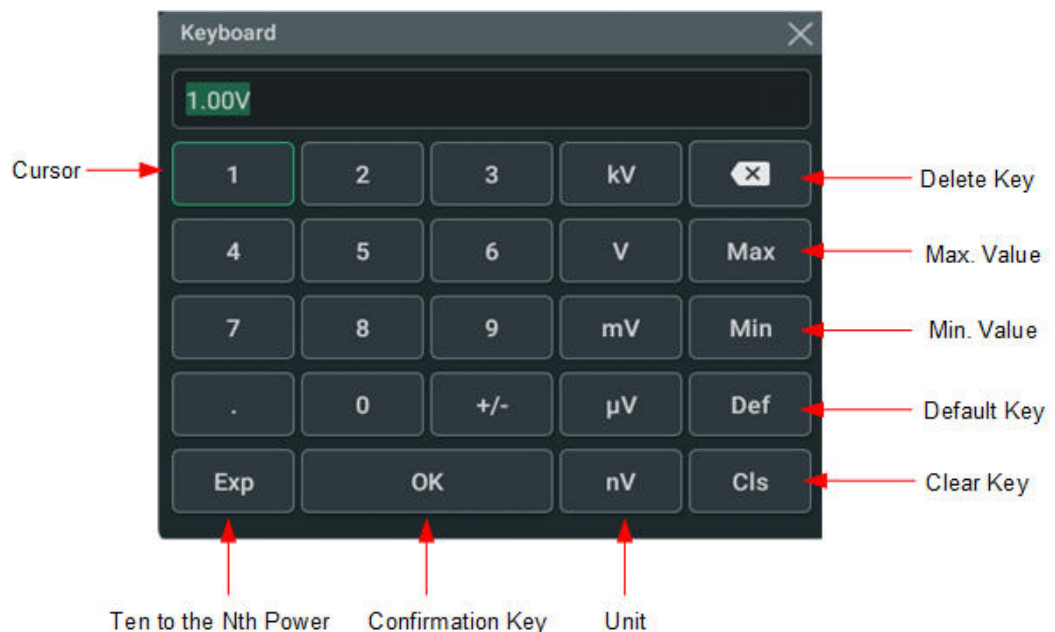 Keyboard
1.00V
Cursor 1 2 3 kV Delete Key
4 5 6 V Max Max. Value
7 8 9 mV Min Min. Value
. 0 +/- µV Def Default Key
Exp OK nV Cls Clear Key
Ten to the Nth Power Confirmation Key Unit